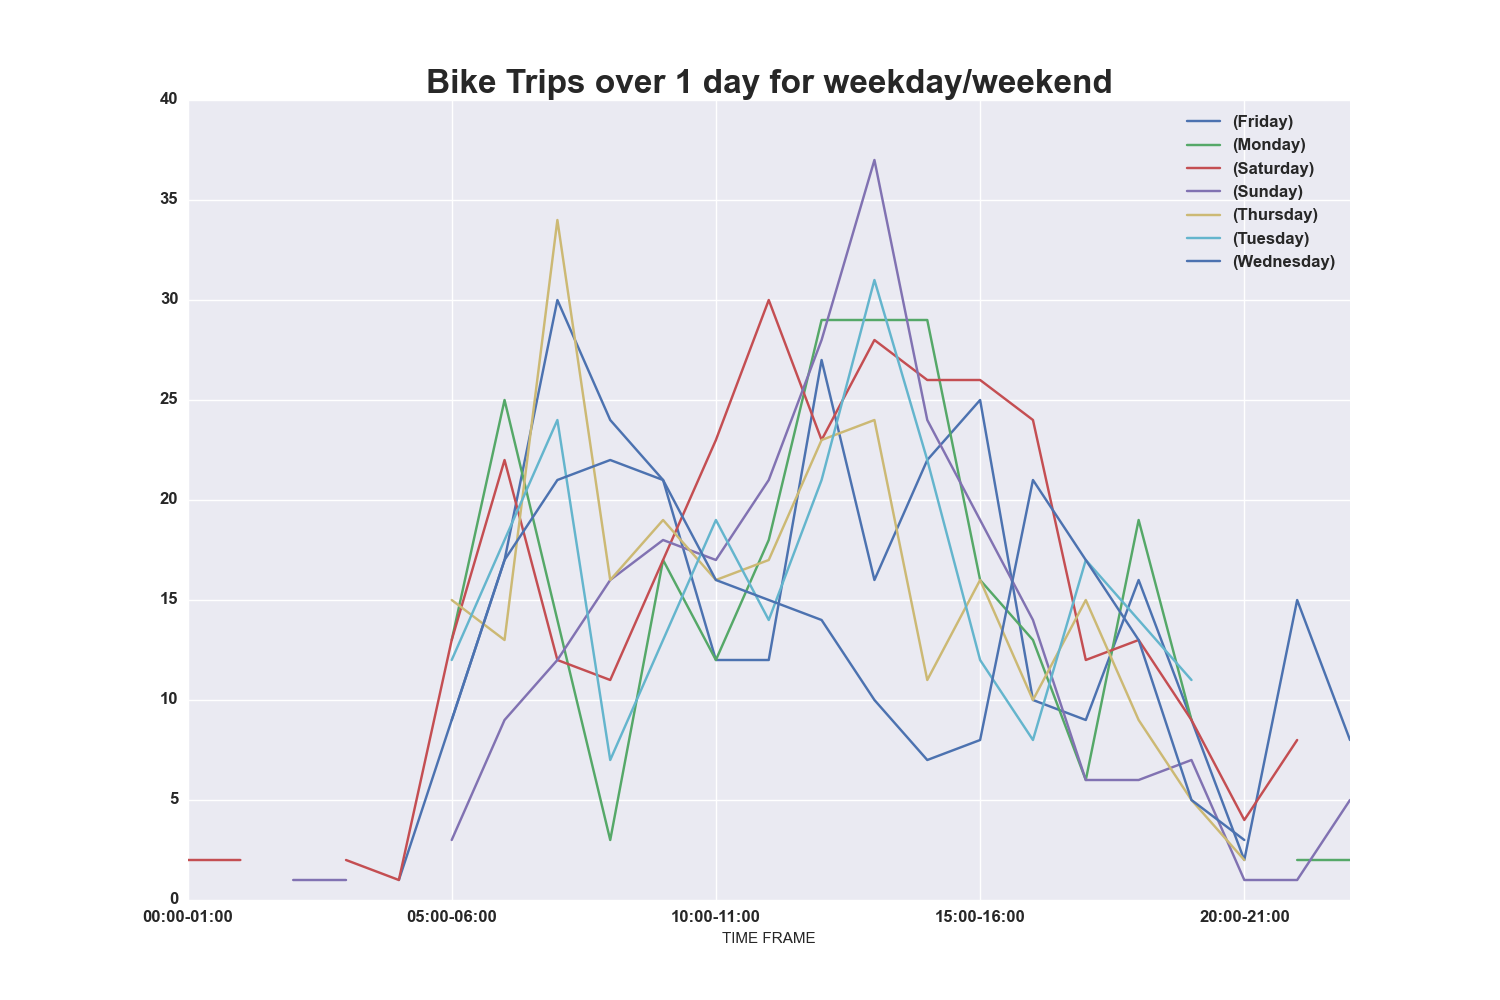 Bike Trips over 1 day for weekday/weekend
40
35
30
25
20
15
10
5
0
(Friday)
(Monday)
(Saturday)
(Sunday)
(Thursday)
(Tuesday)
(Wednesday)
00:00-01:00 05:00-06:00 10:00-11:00 15:00-16:00 20:00-21:00
TIME FRAME